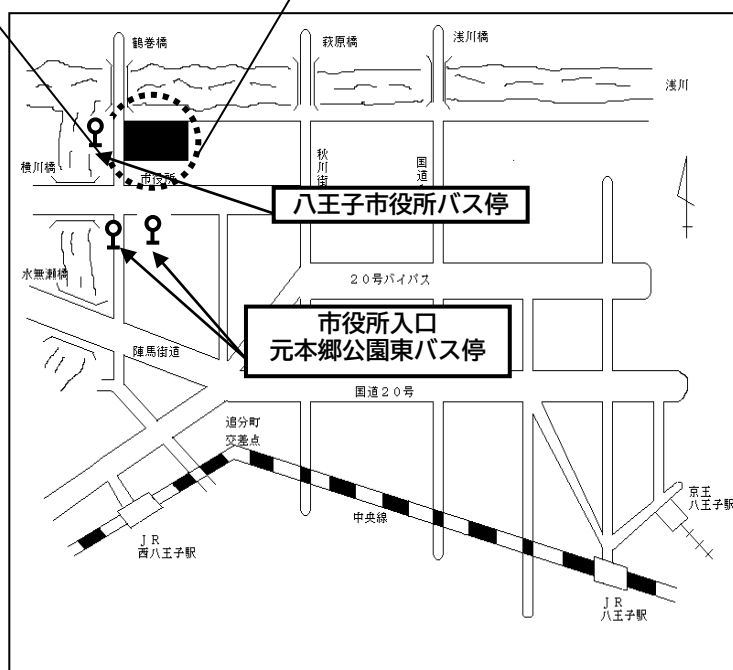 鶴巻橋
萩原橋
浅川橋
浅川
横川橋
市役所
秋川街
国道
八王子市役所バス停
水無瀬橋
20号バイパス
市役所入口
元本郷公園東バス停
陣馬街道
国道20号
追分町
交差点
中央線
JR
西八王子駅
京王
八王子駅
JR
八王子駅